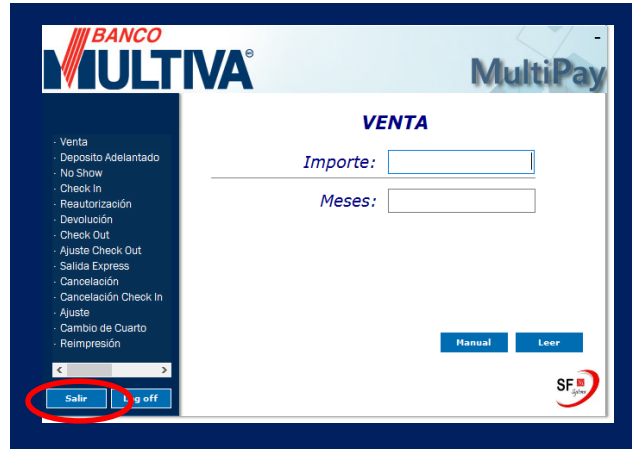 BANCO
MULTIVA®
MultiPay
-
VENTA
Importe:
Meses:
· Venta
· Deposito Adelantado
· No Show
· Check In
· Reautorización
· Devolución
· Check Out
· Ajuste Check Out
· Salida Express
· Cancelación
· Cancelación Check In
· Ajuste
· Cambio de Cuarto
· Reimpresión
Manual Leer
< >
Salir Log off
SF